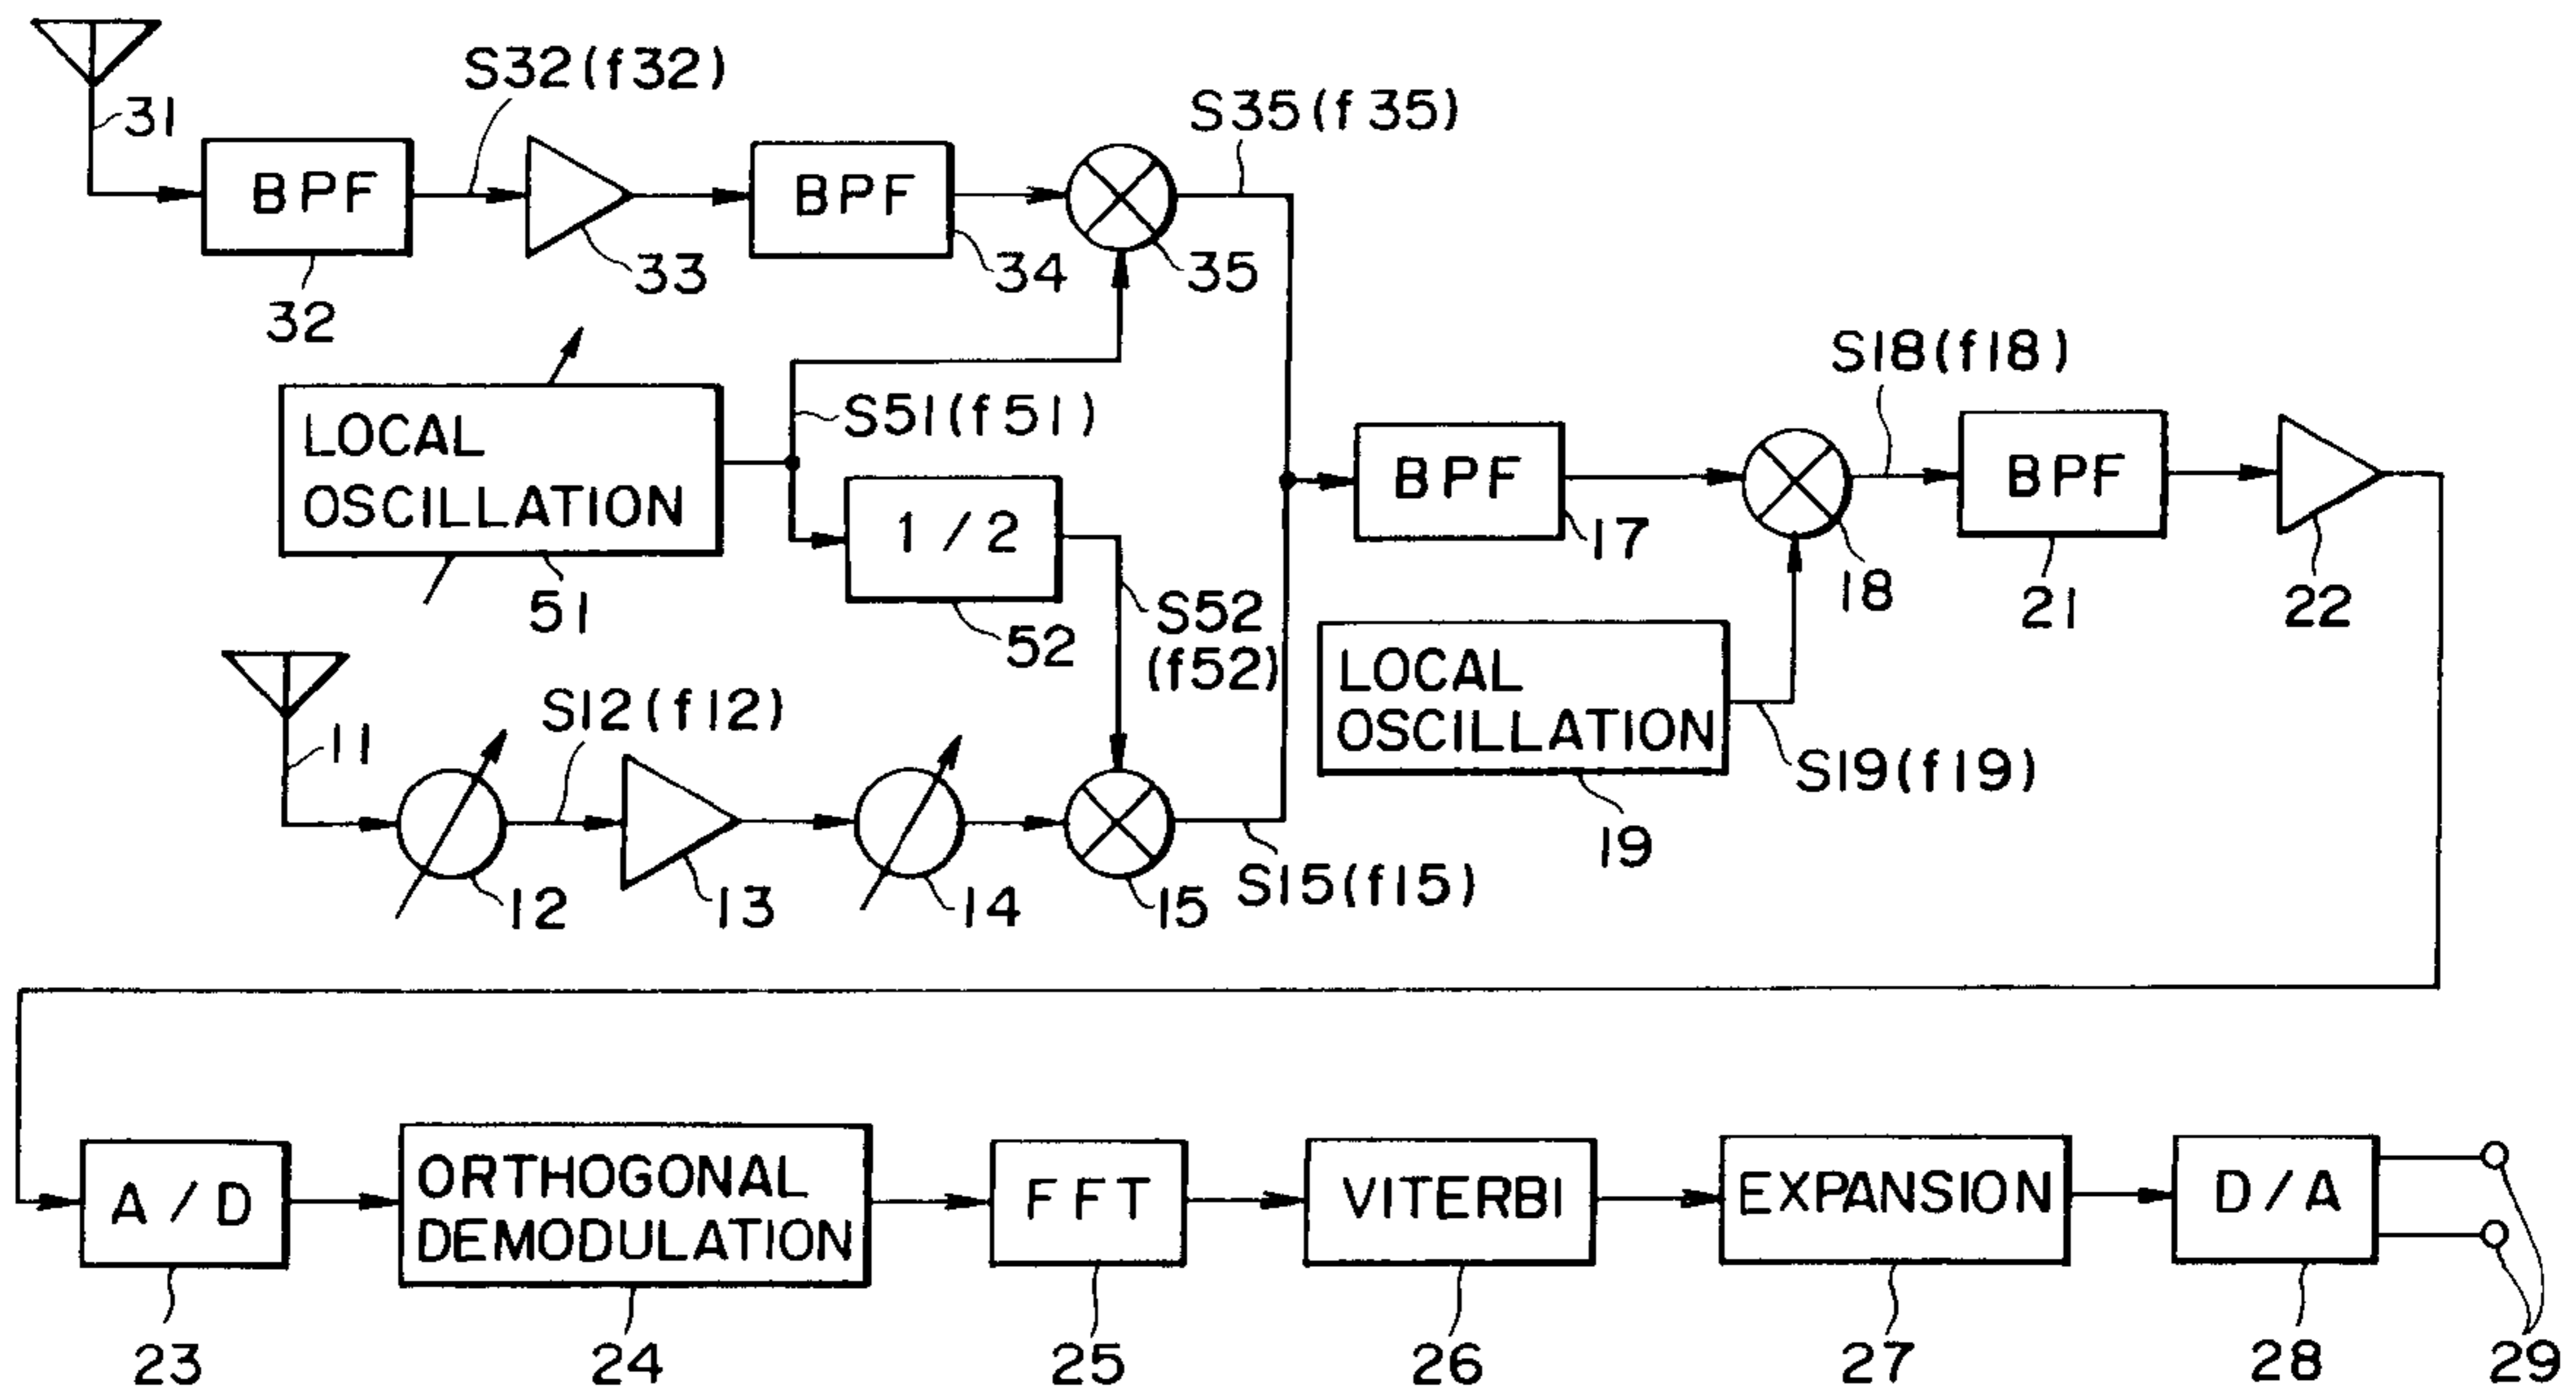 S32(f32)
31
S35(f35)
BPF
BPF
33
34
35
32
S18(f18)
S51(f51)
LOCAL
OSCILLATION
BPF
BPF
1/2
17
51
18
21
22
S52
(f52)
52
LOCAL
OSCILLATION
S12(f12)
11
S19(f19)
19
12
13
14
15
S15(f15)
A/D
ORTHOGONAL
DEMODULATION
FFT
VITERBI
EXPANSION
D/A
23
24
25
26
27
28
29